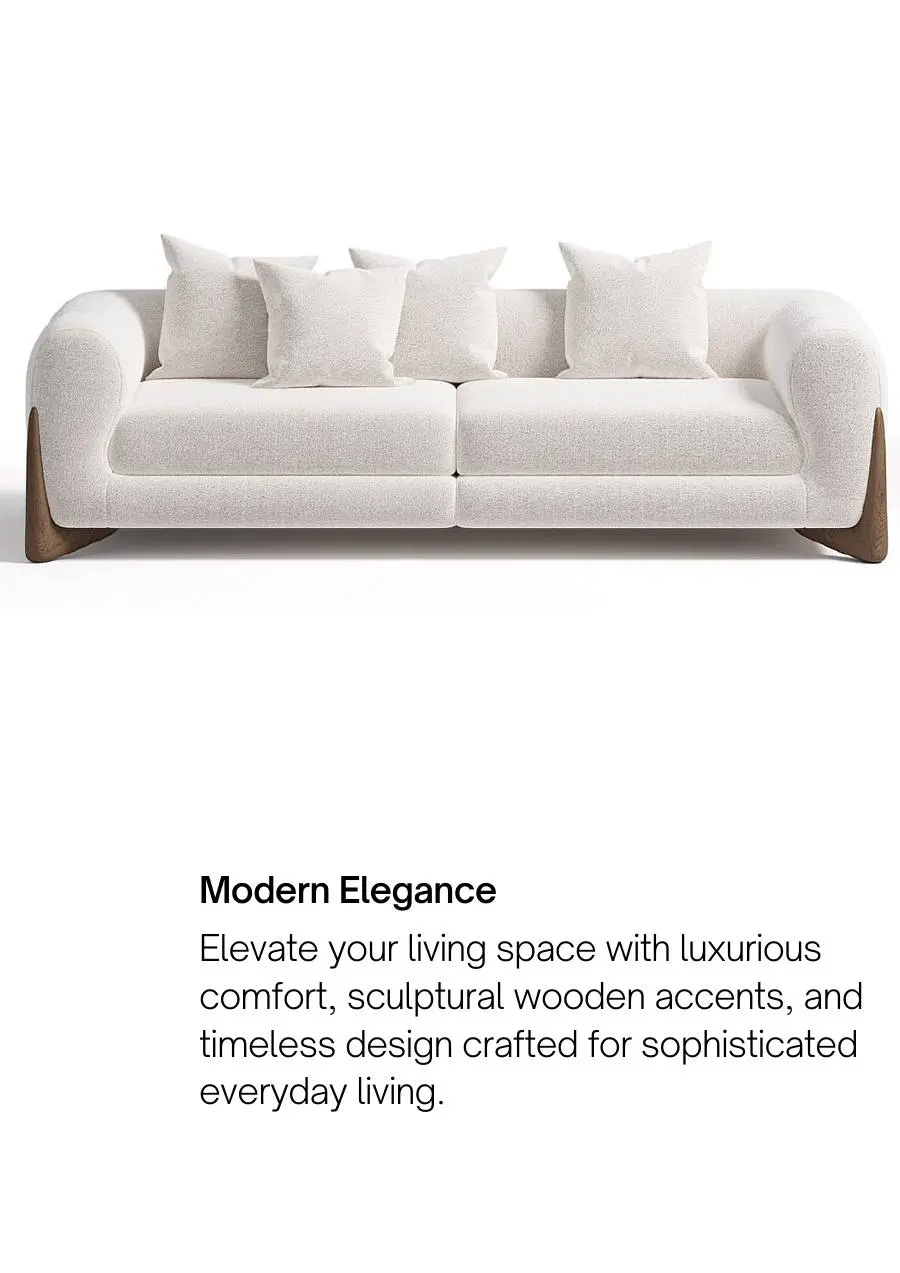 Modern Elegance
Elevate your living space with luxurious
comfort, sculptural wooden accents, and
timeless design crafted for sophisticated
everyday living.